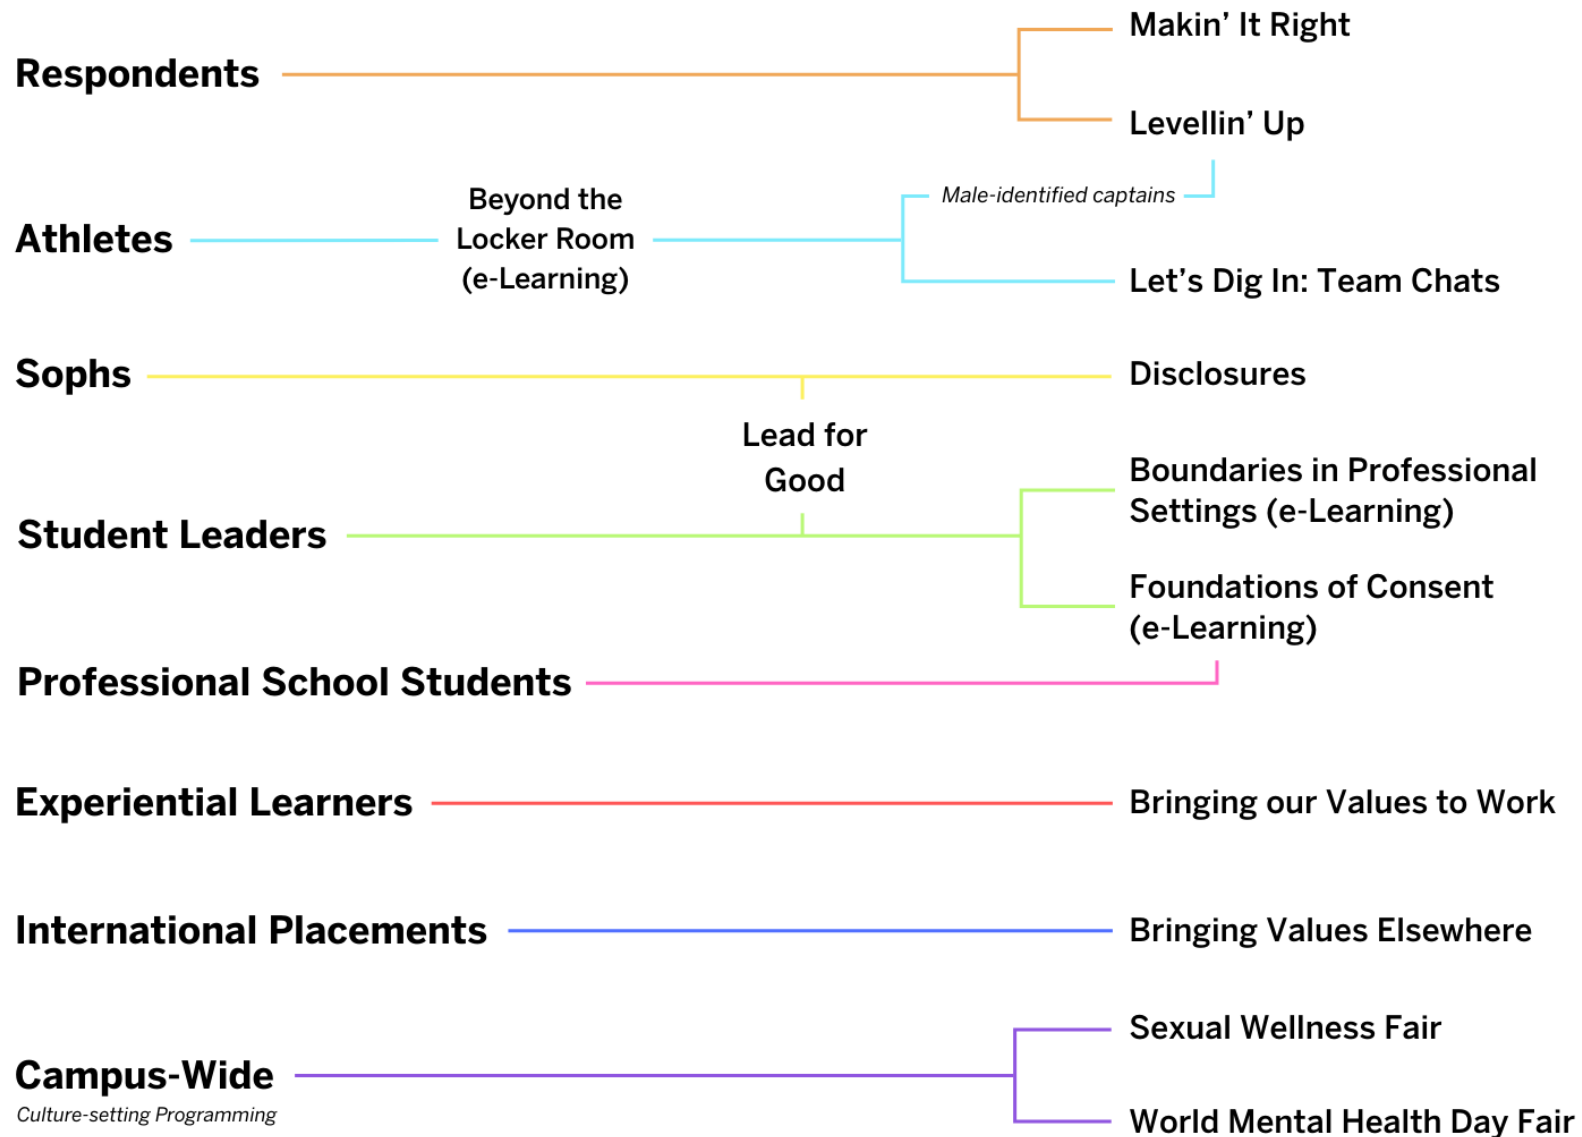 Makin’ It Right
Respondents
Levellin’ Up
Male-identified captains
Beyond the
Locker Room
(e-Learning)
Athletes
Let’s Dig In: Team Chats
Sophs
Disclosures
Lead for
Good
Boundaries in Professional
Settings (e-Learning)
Student Leaders
Foundations of Consent
(e-Learning)
Professional School Students
Experiential Learners
Bringing our Values to Work
International Placements
Bringing Values Elsewhere
Sexual Wellness Fair
Campus-Wide
Culture-setting Programming
World Mental Health Day Fair